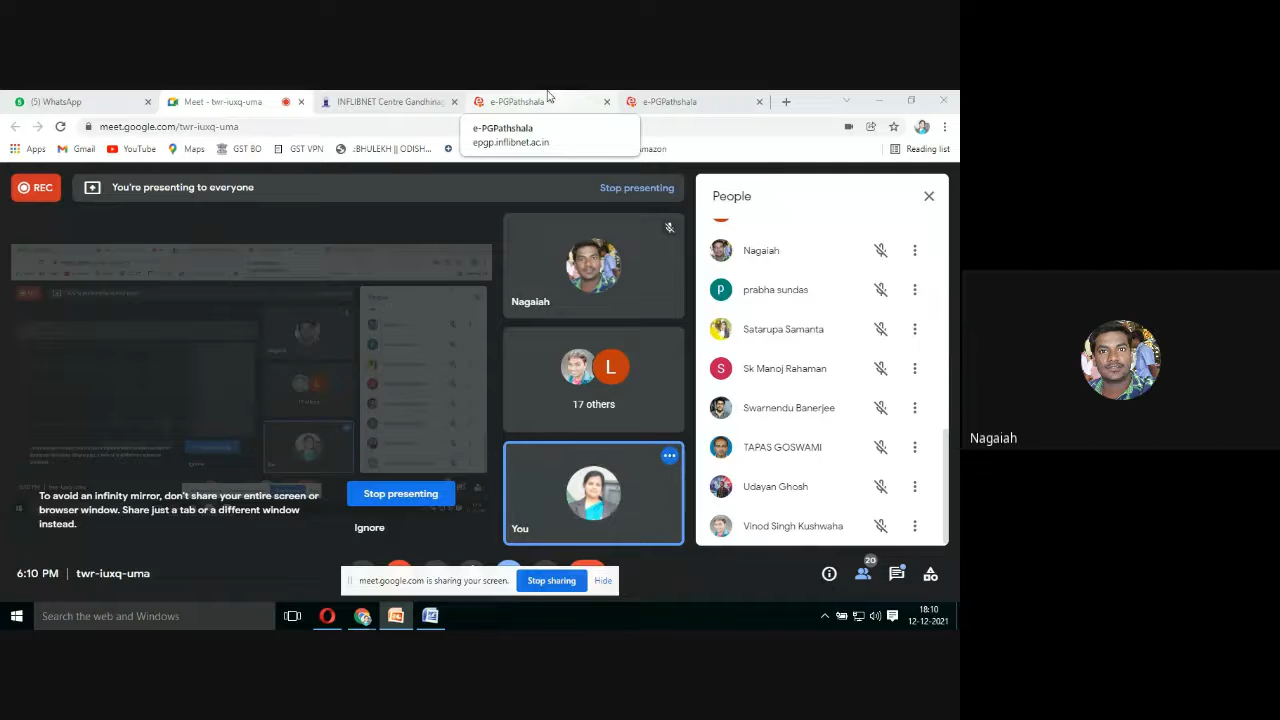 (5) WhatsApp
Meet - twr-iuxq-uma
INFLIBNET Centre Gandhinag
e-PGPathshala
e-PGPathshala
meet.google.com/twr-iuxq-uma
e-PGPathshala
epgp.inflibnet.ac.in
Apps
Gmail
YouTube
Maps
GST BO
GST VPN
.:BHULEKH || ODISH...
mazon
Reading list
REC
You're presenting to everyone
Stop presenting
People
Nagaiah
Nagaiah
prabha sundas
Satarupa Samanta
Sk Manoj Rahaman
L
17 others
Swarnendu Banerjee
TAPAS GOSWAMI
Udayan Ghosh
Vinod Singh Kushwaha
p
S
To avoid an infinity mirror, don't share your entire screen or
browser window. Share just a tab or a different window
instead.
Stop presenting
Ignore
You
6:10 PM | twr-iuxq-uma
20
meet.google.com is sharing your screen.
Stop sharing
Hide
Search the web and Windows
18:10
12-12-2021
Nagaiah